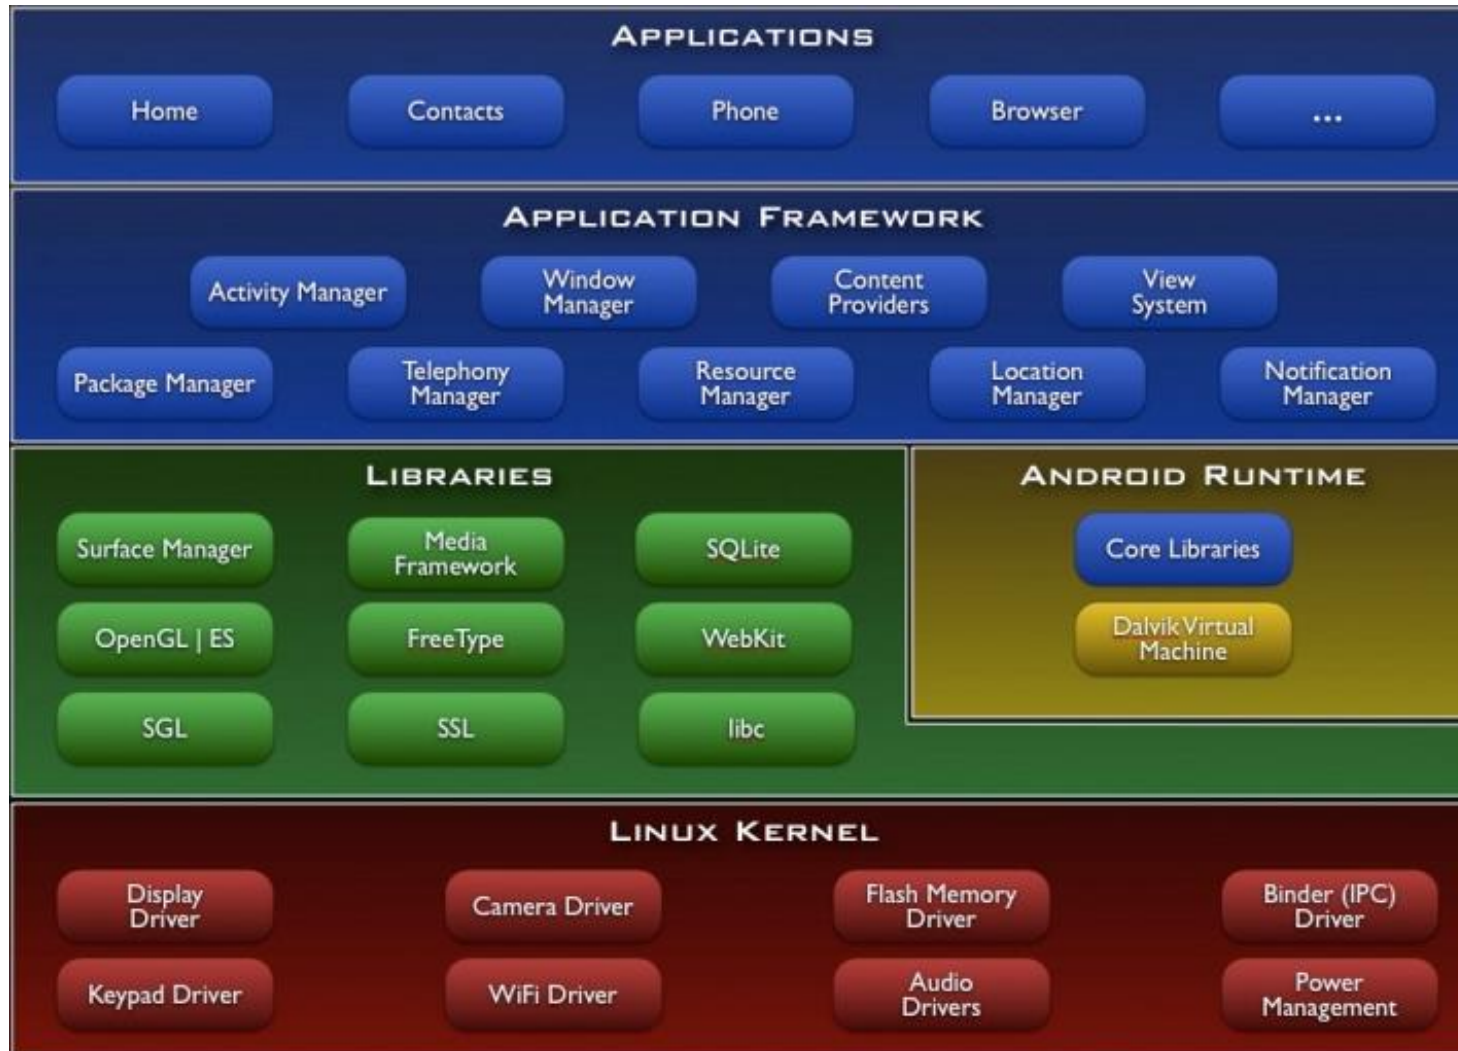 APPLICATIONS
Home
Contacts
Phone
Browser
...
APPLICATION FRAMEWORK
Activity Manager
Window
Manager
Content
Providers
View
System
Package Manager
Telephony
Manager
Resource
Manager
Location
Manager
Notification
Manager
LIBRARIES
Surface Manager
Media
Framework
SQLite
OpenGL | ES
FreeType
WebKit
SGL
SSL
libc
ANDROID RUNTIME
Core Libraries
Dalvik Virtual
Machine
LINUX KERNEL
Display
Driver
Camera Driver
Flash Memory
Driver
Binder (IPC)
Driver
Keypad Driver
WiFi Driver
Audio
Drivers
Power
Management